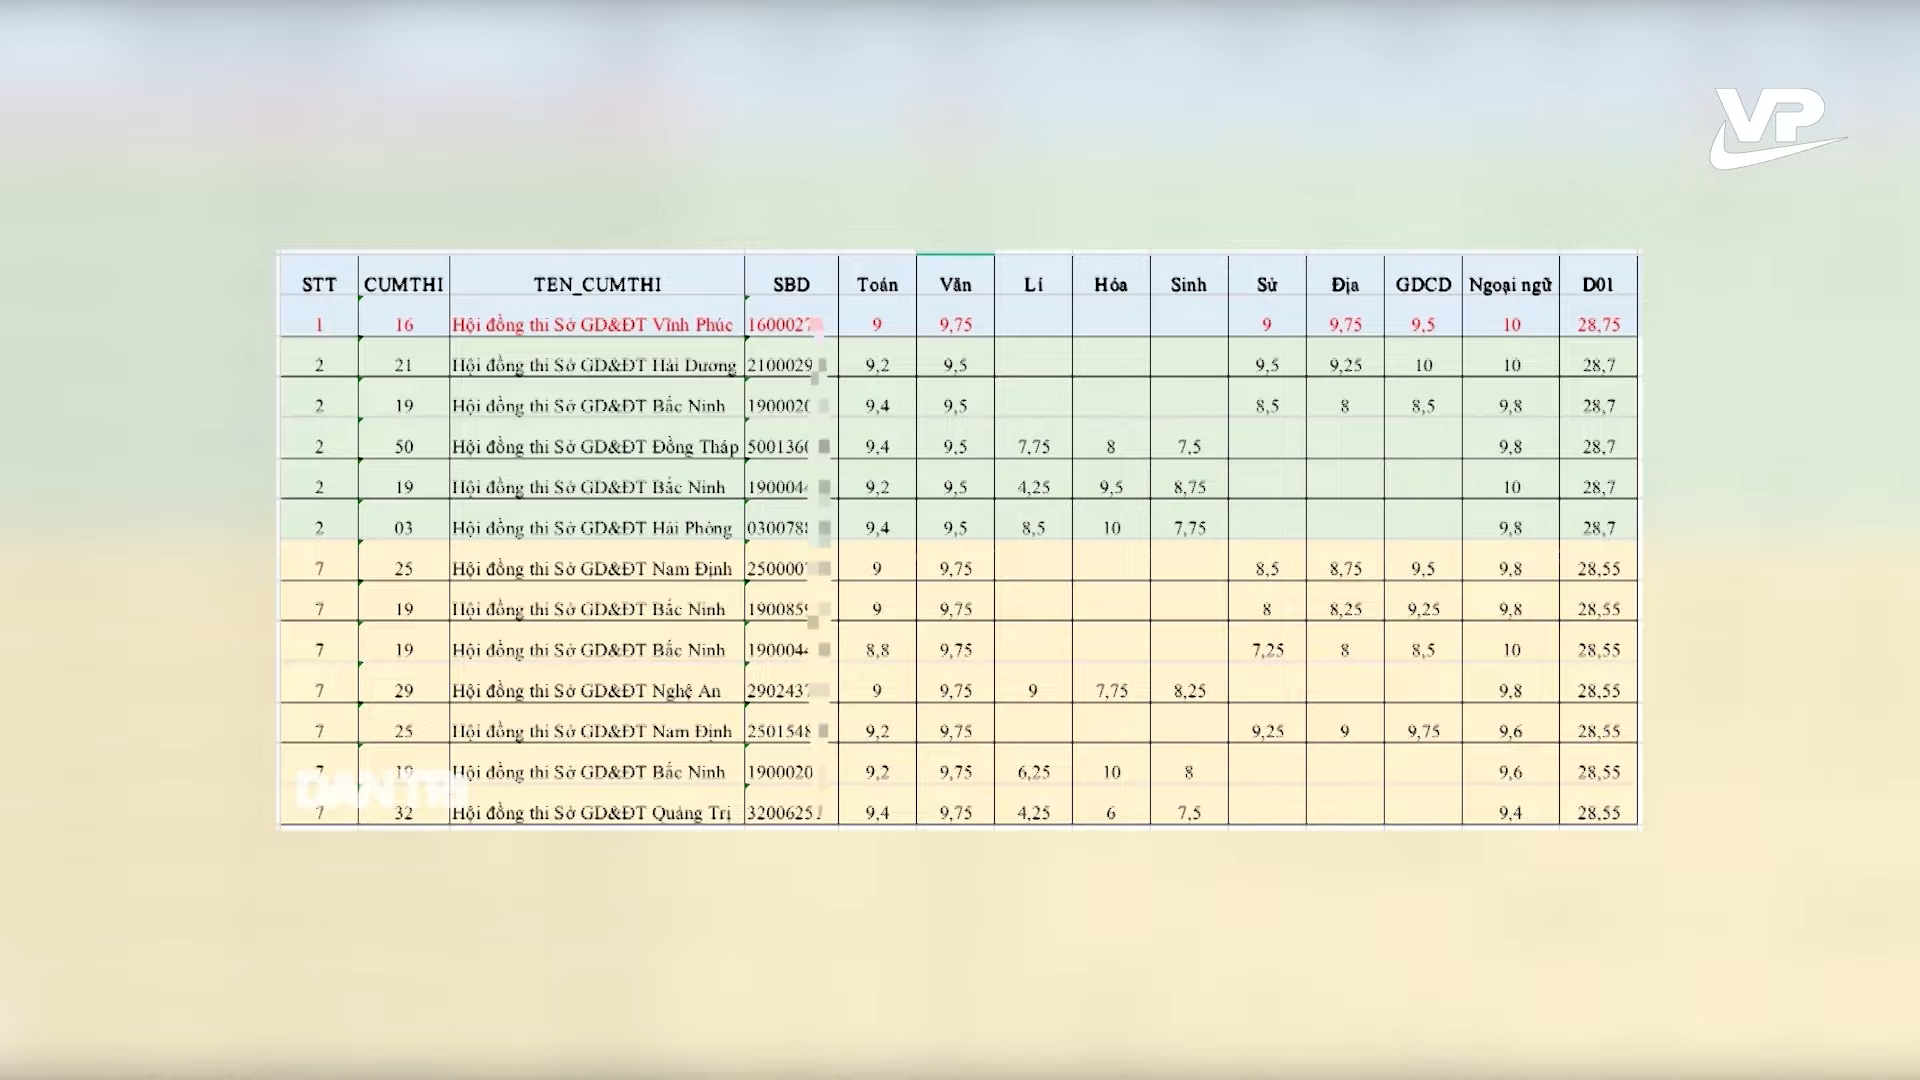 VP
STT CUMTHI TEN_CUMTHI SBD Toán Văn Lí Hóa Sinh Sử Địa GDCD Ngoại ngữ D01
1 16 Hội đồng thi Sở GD&ĐT Vĩnh Phúc 1600027 9 9,75 9 9,75 9,5 10 28,75
2 21 Hội đồng thi Sở GD&ĐT Hải Dương 2100029 9,2 9,5 9,5 9,25 10 10 28,7
2 19 Hội đồng thi Sở GD&ĐT Bắc Ninh 190002 9,4 9,5 8,5 8 8,5 9,8 28,7
2 50 Hội đồng thi Sở GD&ĐT Đồng Tháp 500136 9,4 9,5 7,75 8 7,5 9,8 28,7
2 19 Hội đồng thi Sở GD&ĐT Bắc Ninh 190004 9,2 9,5 4,25 9,5 8,75 10 28,7
2 03 Hội đồng thi Sở GD&ĐT Hải Phòng 030078 9,4 9,5 8,5 10 7,75 9,8 28,7
7 25 Hội đồng thi Sở GD&ĐT Nam Định 250000 9 9,75 8,5 8,75 9,5 9,8 28,55
7 19 Hội đồng thi Sở GD&ĐT Bắc Ninh 190085 9 9,75 8 8,25 9,25 9,8 28,55
7 19 Hội đồng thi Sở GD&ĐT Bắc Ninh 190004 8,8 9,75 7,25 8 8,5 10 28,55
7 29 Hội đồng thi Sở GD&ĐT Nghệ An 290243 9 9,75 9 7,75 8,25 9,8 28,55
7 25 Hội đồng thi Sở GD&ĐT Nam Định 250154 9,2 9,75 9,25 9 9,75 9,6 28,55
7 19 Hội đồng thi Sở GD&ĐT Bắc Ninh 1900020 9,2 9,75 6,25 10 8 9,6 28,55
DANTRI
7 32 Hội đồng thi Sở GD&ĐT Quảng Trị 3200625 9,4 9,75 4,25 6 7,5 9,4 28,55